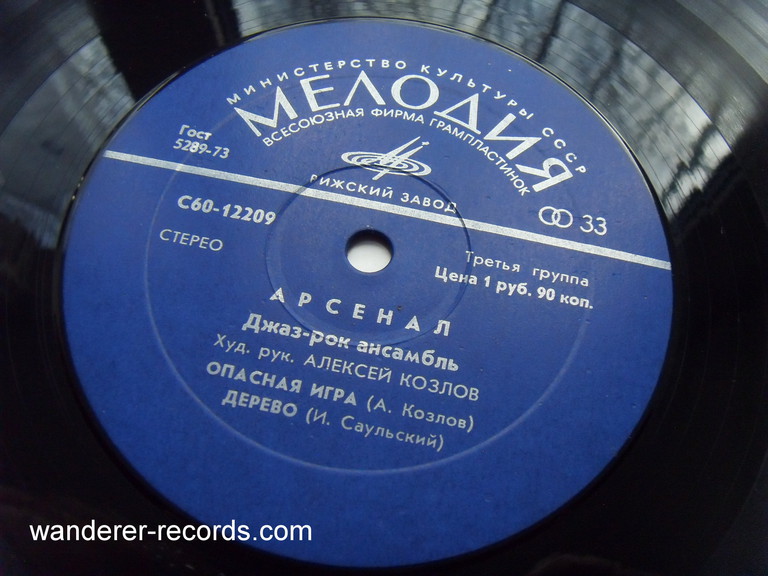 МИНИСТЕРСТВО КУЛЬТУРЫ СССР
МЕЛОДИЯ
ВСЕСОЮЗНАЯ ФИРМА ГРАМПЛАСТИНОК
Гост
5289-73
РИЖСКИЙ ЗАВОД
33
С60-12209
СТЕРЕО
Третья группа
Цена 1 руб. 90 коп.
АРСЕНАЛ
Джаз-рок ансамбль
Худ. рук. АЛЕКСЕЙ КОЗЛОВ
ОПАСНАЯ ИГРА (А. Козлов)
ДЕРЕВО (И. Саульский)
wanderer-records.com